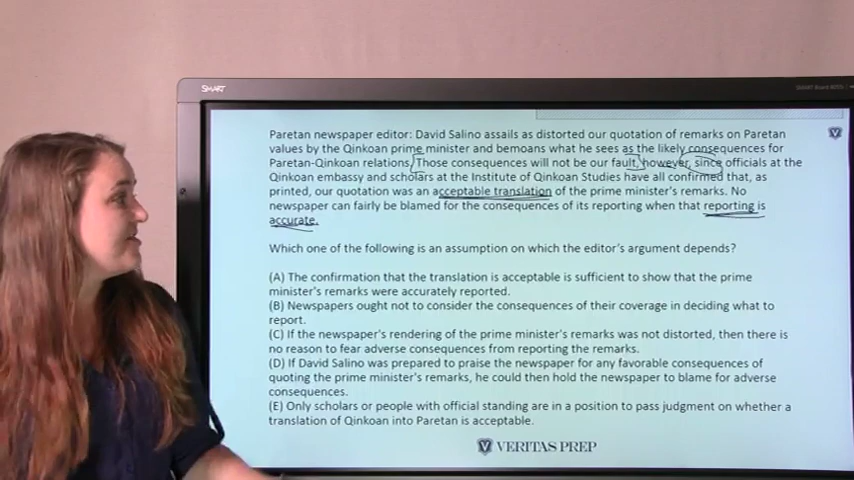 SMART
Paretan newspaper editor: David Salino assails as distorted our quotation of remarks on Paretan
values by the Qinkoan prime minister and bemoans what he sees as the likely consequences for
Paretan-Qinkoan relations. Those consequences will not be our fault, however, since officials at the
Qinkoan embassy and scholars at the Institute of Qinkoan Studies have all confirmed that, as
printed, our quotation was an acceptable translation of the prime minister's remarks. No
newspaper can fairly be blamed for the consequences of its reporting when that reporting is
accurate.
Which one of the following is an assumption on which the editor's argument depends?
(A) The confirmation that the translation is acceptable is sufficient to show that the prime
minister's remarks were accurately reported.
(B) Newspapers ought not to consider the consequences of their coverage in deciding what to
report.
(C) If the newspaper's rendering of the prime minister's remarks was not distorted, then there is
no reason to fear adverse consequences from reporting the remarks.
(D) If David Salino was prepared to praise the newspaper for any favorable consequences of
quoting the prime minister's remarks, he could then hold the newspaper to blame for adverse
consequences.
(E) Only scholars or people with official standing are in a position to pass judgment on whether a
translation of Qinkoan into Paretan is acceptable.
V VERITAS PREP